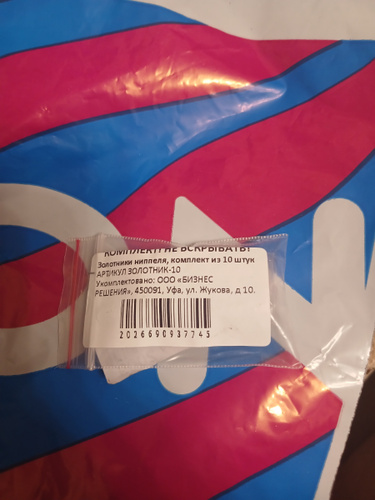 КОМПЛЕКТ! НЕ ВСКРЫВАТЬ!
Золотники ниппеля, комплект из 10 штук
АРТИКУЛ ЗОЛОТНИК-10
Укомплектовано: ООО «БИЗНЕС
РЕШЕНИЯ», 450091, Уфа, ул. Жукова, д 10.
2026690937745